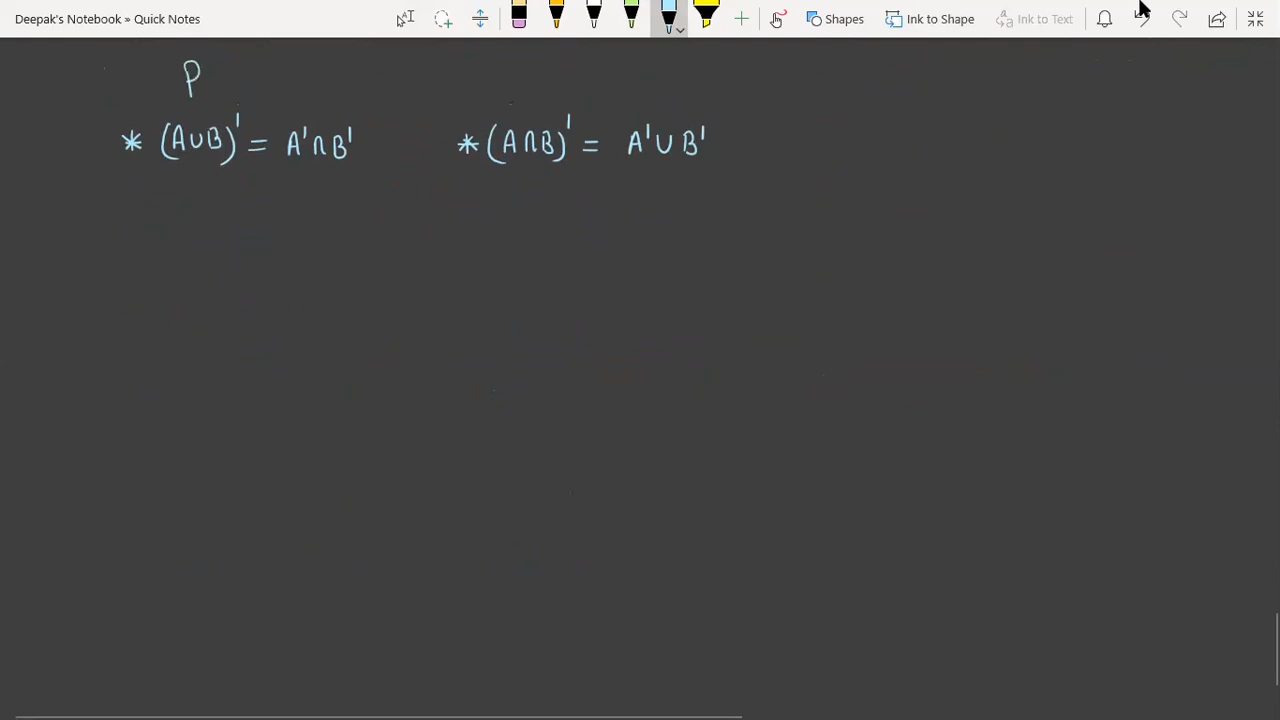 Deepak's Notebook » Quick Notes Shapes Ink to Shape Ink to Text
P
* (A∪B)' = A'∩B' * (A∩B)' = A'∪B'